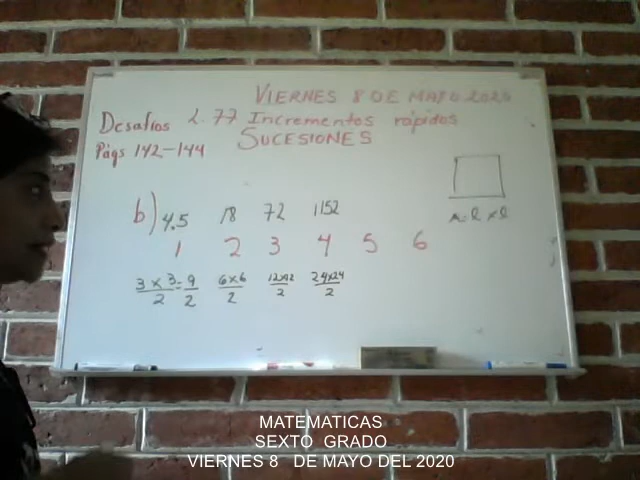 VIERNES 8 DE MAYO 2020
Desafíos 2.77 Incrementos rápidos
Págs 142-144 SUCESIONES
b) 4.5 18 72 1152
1 2 3 4 5 6
3 x 3 = 9 6 x 6 12 x 12 24 x 24
2 2 2 2 2
A= l x l
MATEMATICAS
SEXTO GRADO
VIERNES 8 DE MAYO DEL 2020